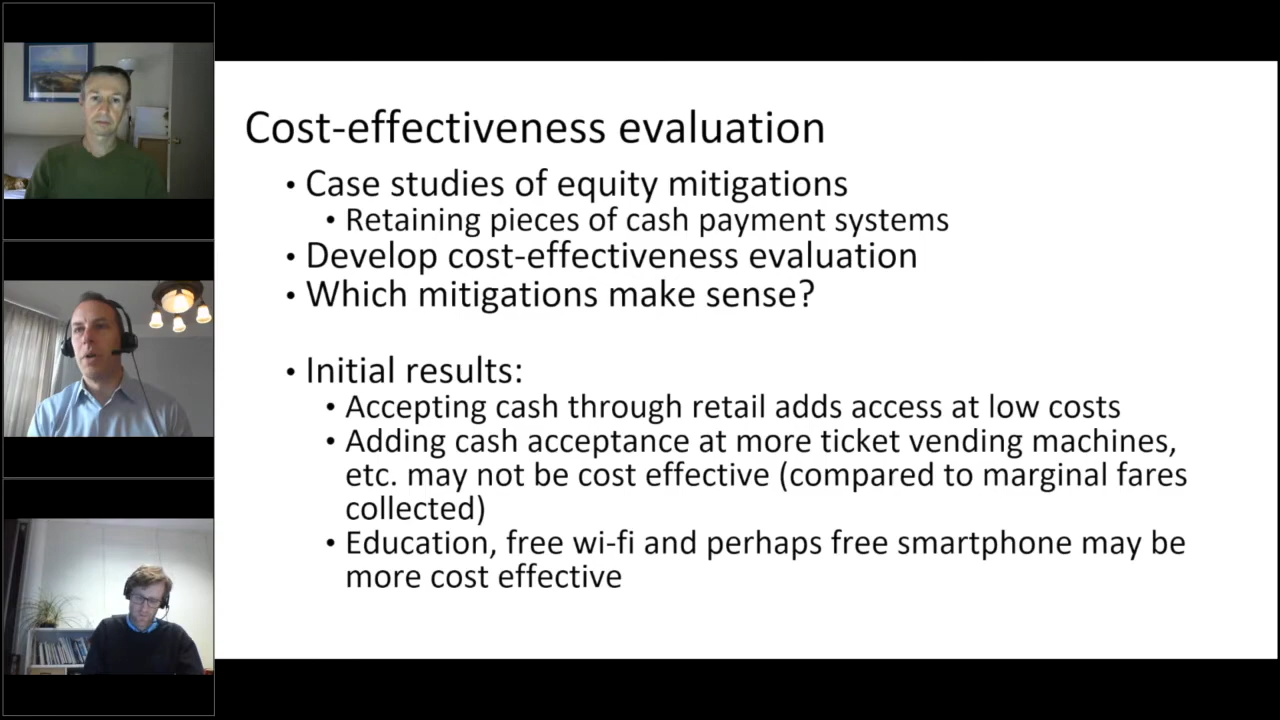 Cost-effectiveness evaluation
• Case studies of equity mitigations
• Retaining pieces of cash payment systems
• Develop cost-effectiveness evaluation
• Which mitigations make sense?
• Initial results:
• Accepting cash through retail adds access at low costs
• Adding cash acceptance at more ticket vending machines,
etc. may not be cost effective (compared to marginal fares
collected)
• Education, free wi-fi and perhaps free smartphone may be
more cost effective